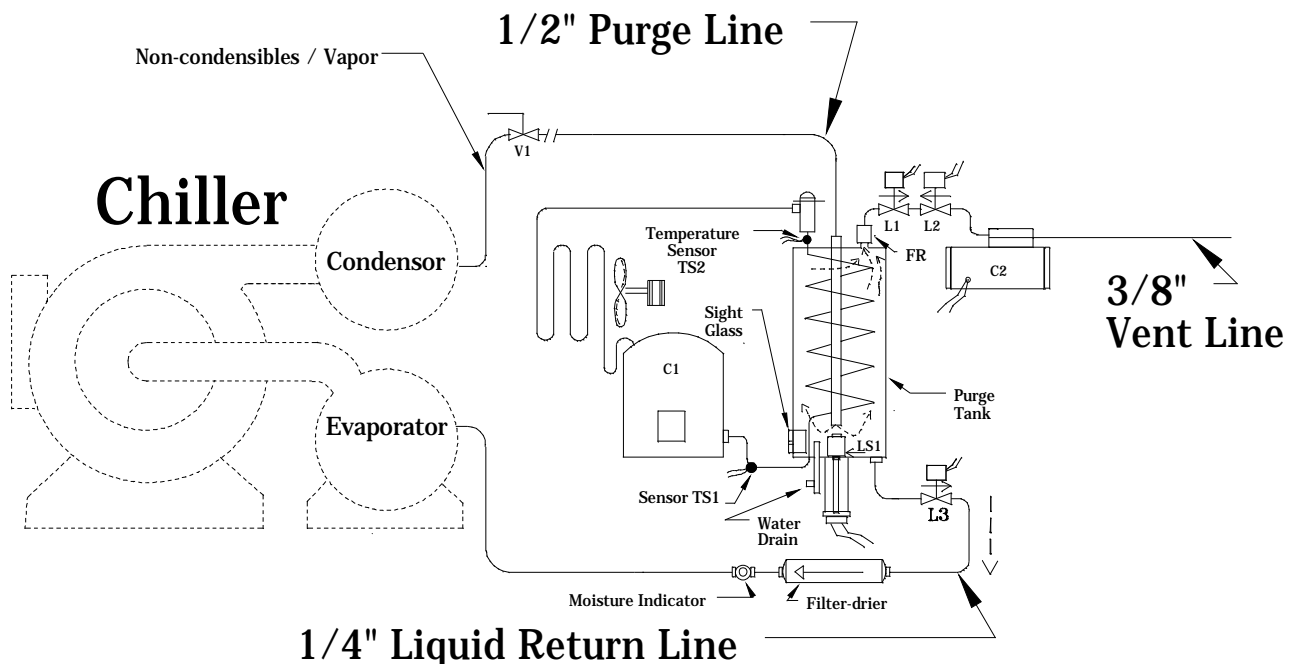 1/2" Purge Line
Non-condensibles / Vapor
V1
Chiller
L1
L2
Temperature
Sensor
TS2
FR
Condensor
C2
3/8"
Vent Line
Sight
Glass
C1
Purge
Tank
Evaporator
LS1
Sensor TS1
Water
Drain
L3
Moisture Indicator
Filter-drier
1/4" Liquid Return Line